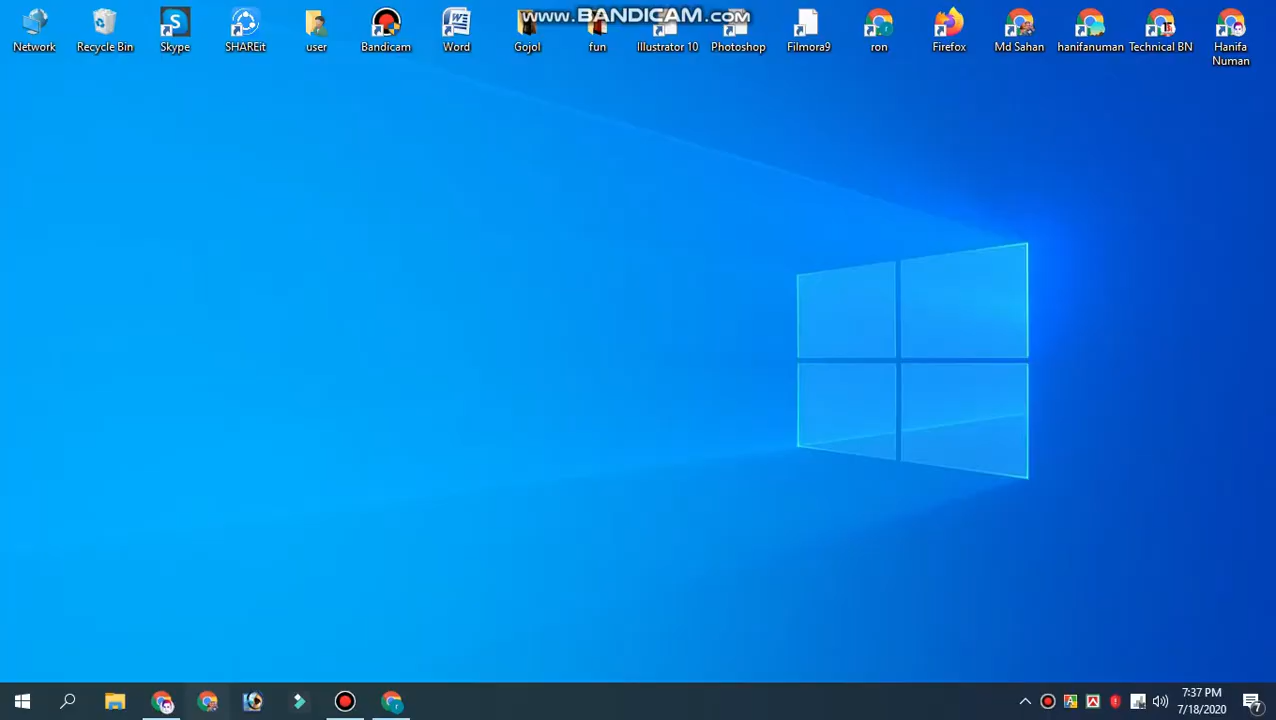 www.BANDICAM.com
Network
Recycle Bin
Skype
SHAREit
user
Bandicam
Word
Gojol
fun
Illustrator 10
Photoshop
Filmora9
ron
Firefox
Md Sahan
hanifanuman
Technical BN
Hanifa
Numan
7:37 PM
7/18/2020
7